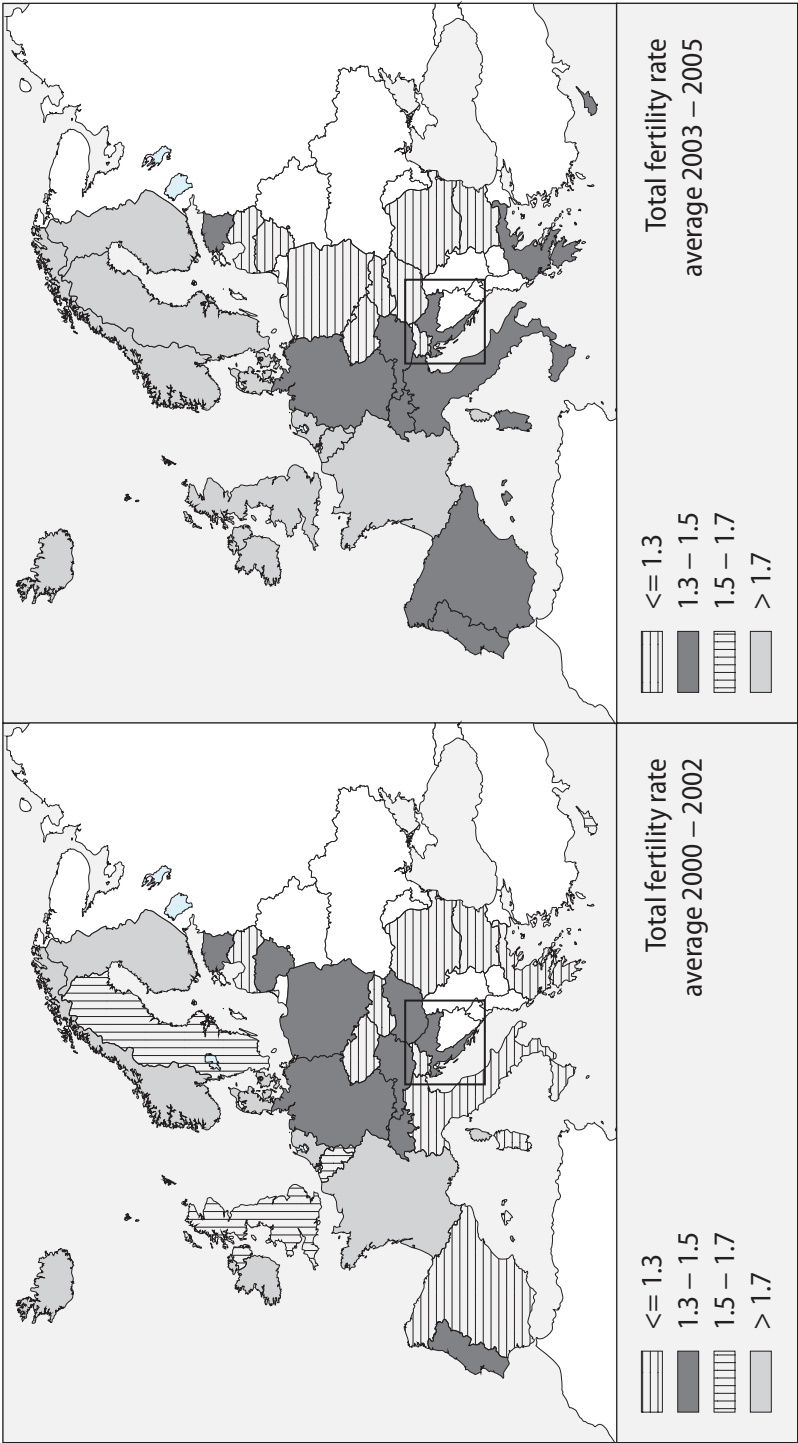 Total fertility rate
average 2000 – 2002
<= 1.3
1.3 – 1.5
1.5 – 1.7
> 1.7
Total fertility rate
average 2003 – 2005
<= 1.3
1.3 – 1.5
1.5 – 1.7
> 1.7